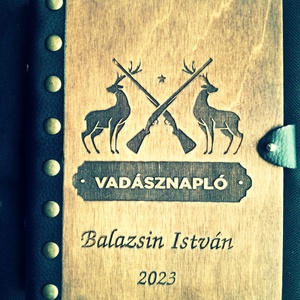 VADÁSZNAPLÓ
Balazsin István
2023